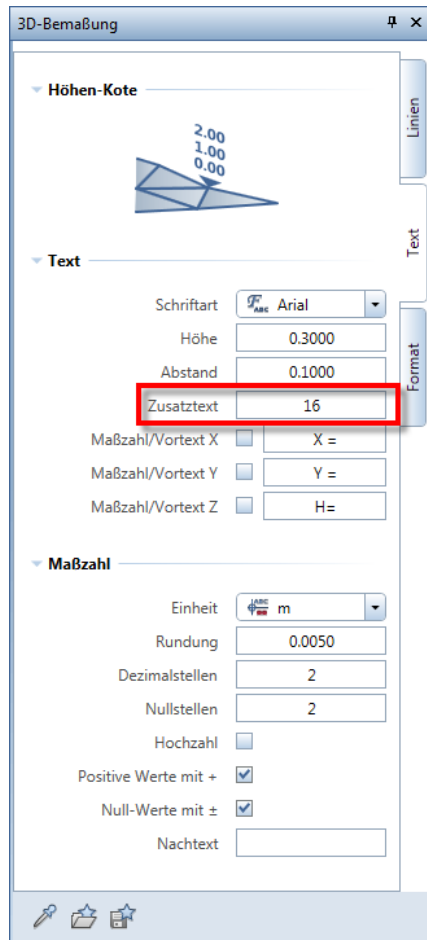 3D-Bemaßung
Höhen-Kote
2.00
1.00
0.00
Text
Schriftart ABC Arial
Höhe 0.3000
Abstand 0.1000
Zusatztext 16
Maßzahl/Vortext X X =
Maßzahl/Vortext Y Y =
Maßzahl/Vortext Z H=
Maßzahl
Einheit ABC m
Rundung 0.0050
Dezimalstellen 2
Nullstellen 2
Hochzahl
Positive Werte mit +
Null-Werte mit ±
Nachtext
Linien
Text
Format